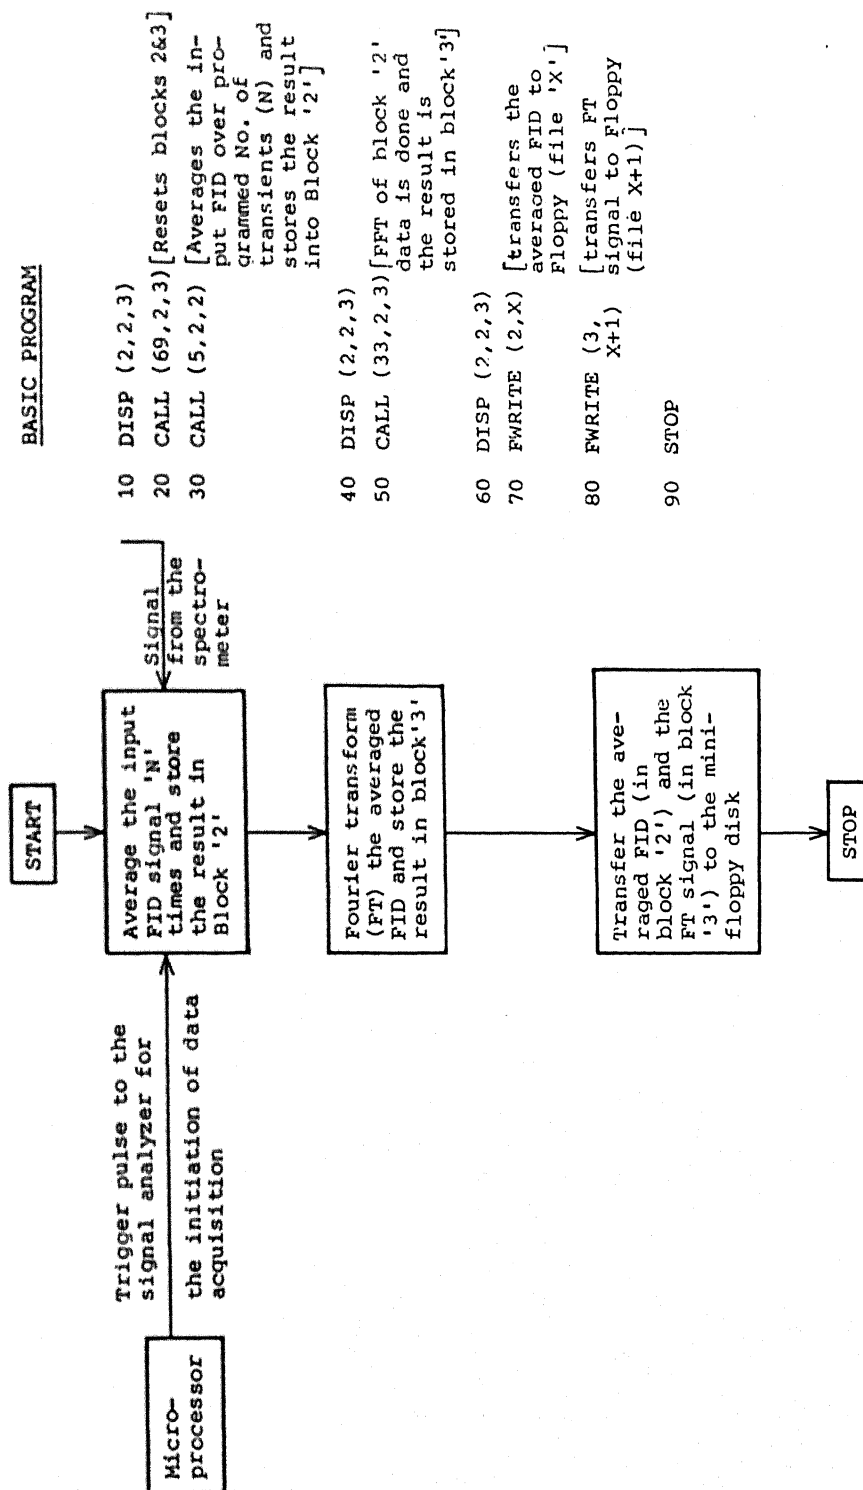 BASIC PROGRAM
START
Micro-
processor
Trigger pulse to the
signal analyzer for
the initiation of data
acquisition
Average the input
FID signal 'N'
times and store
the result in
Block '2'
Signal
from the
spectro-
meter
Fourier transform
(FT) the averaged
FID and store the
result in block'3'
Transfer the ave-
raged FID (in
block '2') and the
FT signal (in block
'3') to the mini-
floppy disk
STOP
10 DISP (2,2,3)
20 CALL (69,2,3)[Resets blocks 2&3]
30 CALL (5,2,2) [Averages the in-
put FID over pro-
grammed No. of
transients (N) and
stores the result
into Block '2']
40 DISP (2,2,3)
50 CALL (33,2,3)[FFT of block '2'
data is done and
the result is
stored in block'3']
60 DISP (2,2,3)
70 FWRITE (2,X) [transfers the
averaged FID to
Floppy (file 'X']
80 FWRITE (3, [transfers FT
X+1) signal to Floppy
(file X+1)]
90 STOP